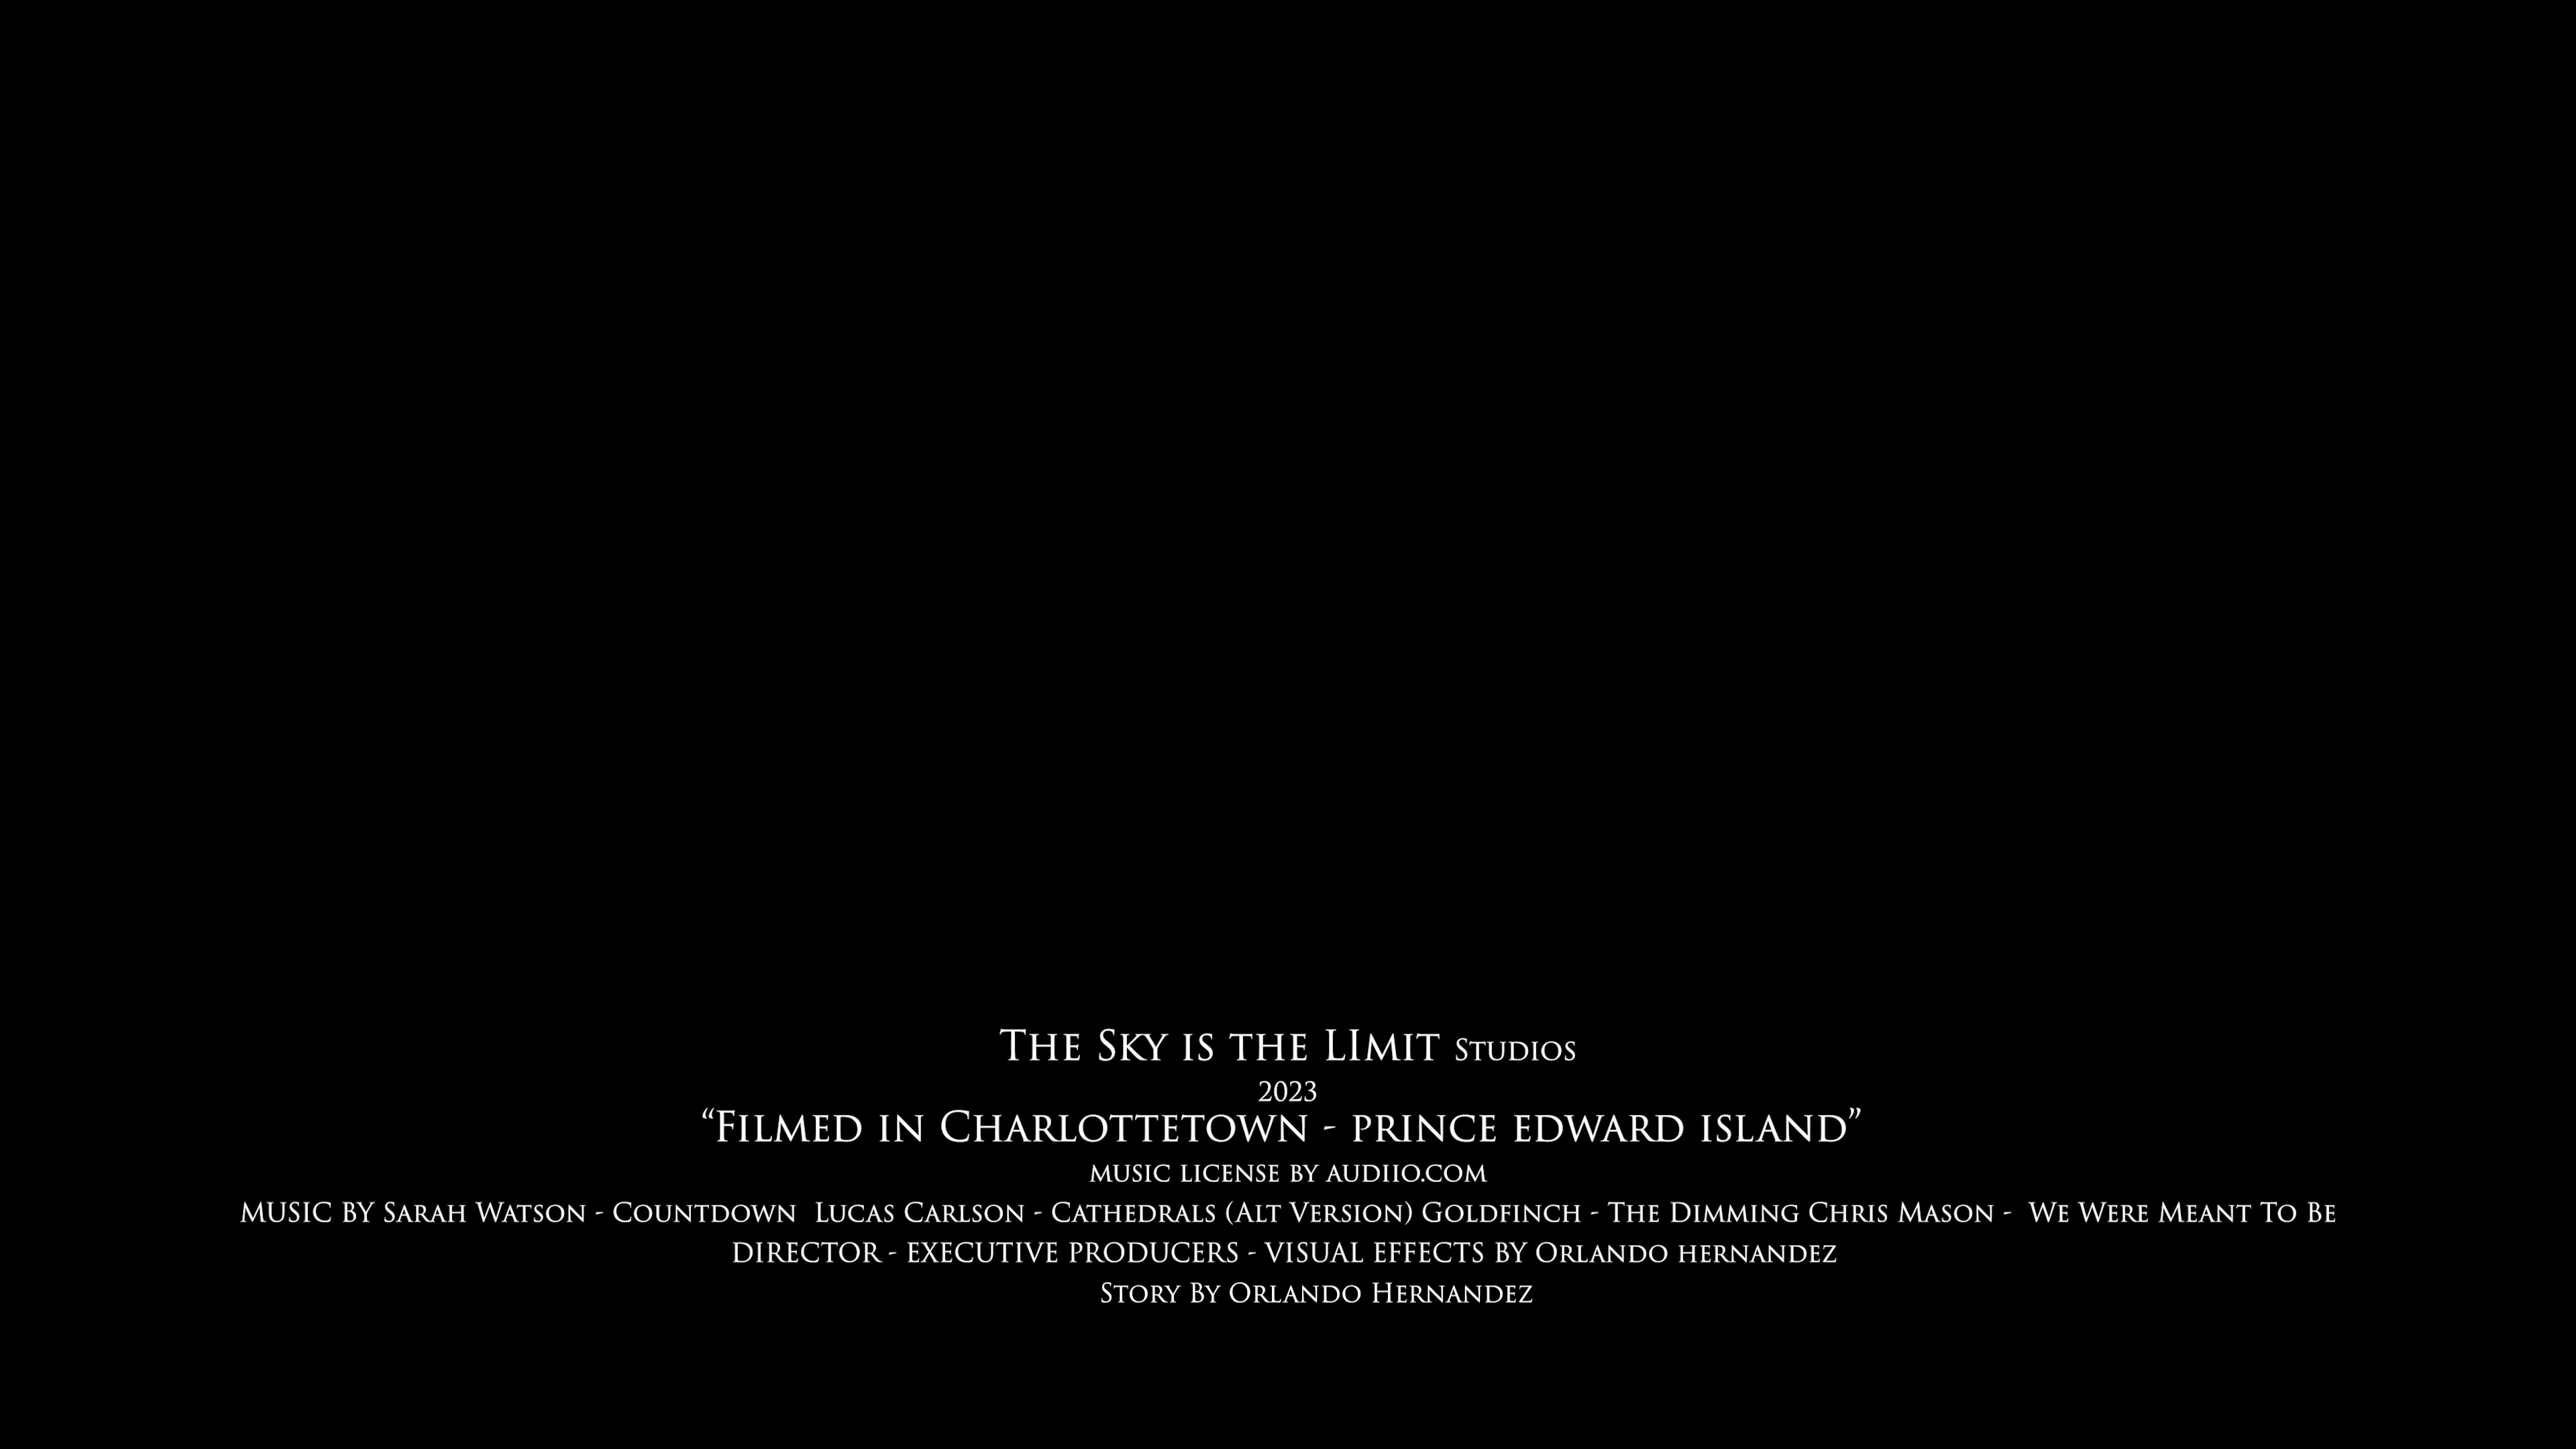 The Sky is the LImit Studios
2023
“Filmed in Charlottetown - prince edward island”
music license by audiio.com
MUSIC BY Sarah Watson - Countdown  Lucas Carlson - Cathedrals (Alt Version) Goldfinch - The Dimming Chris Mason -  We Were Meant To Be
DIRECTOR - EXECUTIVE PRODUCERS - VISUAL EFFECTS BY Orlando hernandez
Story By Orlando Hernandez